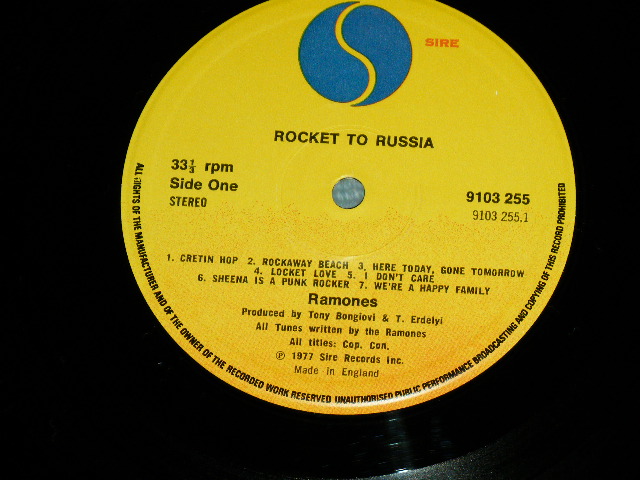 SIRE
ROCKET TO RUSSIA
33⅓ rpm
Side One
STEREO
9103 255
9103 255.1
1. CRETIN HOP 2. ROCKAWAY BEACH 3. HERE TODAY, GONE TOMORROW
4. LOCKET LOVE 5. I DON'T CARE
6. SHEENA IS A PUNK ROCKER 7. WE'RE A HAPPY FAMILY
Ramones
Produced by Tony Bongiovi & T. Erdelyi
All Tunes written by the Ramones
All titles: Cop. Con.
℗ 1977 Sire Records Inc.
Made in England
ALL RIGHTS OF THE MANUFACTURER AND OF THE OWNER OF THE RECORDED WORK RESERVED UNAUTHORISED PUBLIC PERFORMANCE BROADCASTING AND COPYING OF THIS RECORD PROHIBITED